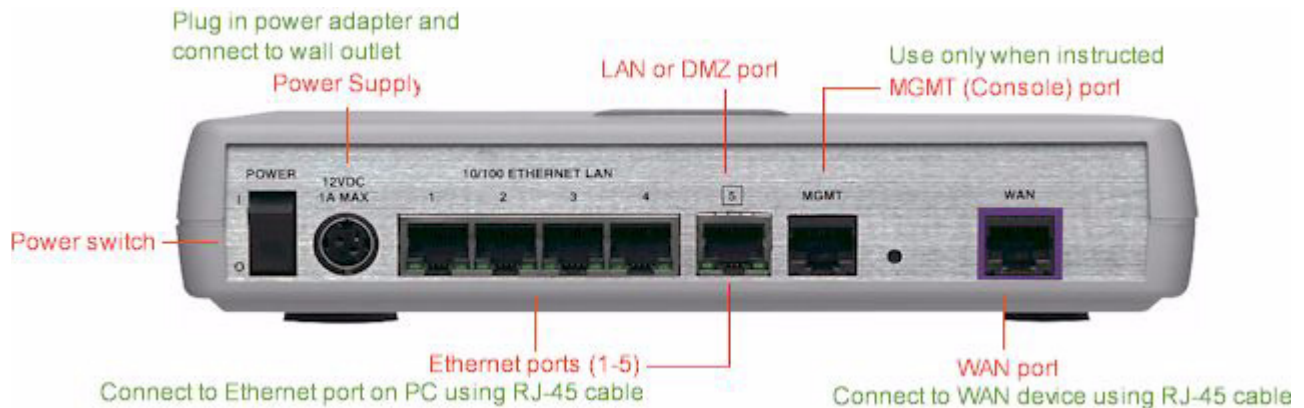 Plug in power adapter and
connect to wall outlet
Power Supply
LAN or DMZ port
Use only when instructed
MGMT (Console) port
POWER
12VDC
1A MAX
10/100 ETHERNET LAN
1 2 3 4
5
MGMT
WAN
I
O
Power switch
Ethernet ports (1-5)
Connect to Ethernet port on PC using RJ-45 cable
WAN port
Connect to WAN device using RJ-45 cable